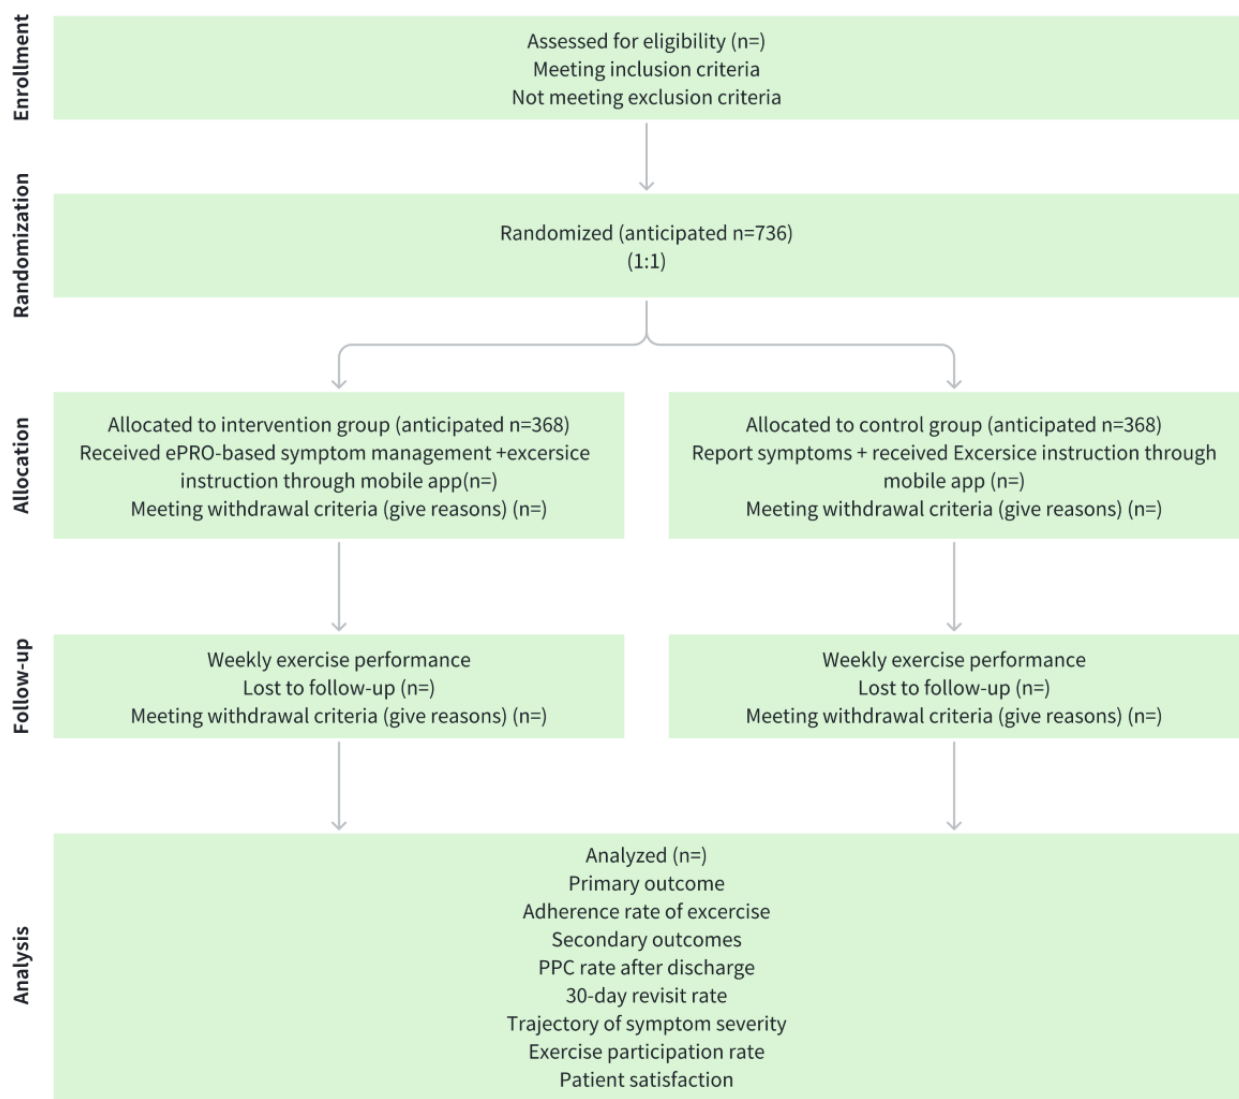 Enrollment
Assessed for eligibility (n=)
Meeting inclusion criteria
Not meeting exclusion criteria
Randomization
Randomized (anticipated n=736)
(1:1)
Allocation
Allocated to intervention group (anticipated n=368)
Received ePRO-based symptom management +excersice
instruction through mobile app(n=)
Meeting withdrawal criteria (give reasons) (n=)
Allocated to control group (anticipated n=368)
Report symptoms + received Excersice instruction through
mobile app (n=)
Meeting withdrawal criteria (give reasons) (n=)
Follow-up
Weekly exercise performance
Lost to follow-up (n=)
Meeting withdrawal criteria (give reasons) (n=)
Weekly exercise performance
Lost to follow-up (n=)
Meeting withdrawal criteria (give reasons) (n=)
Analysis
Analyzed (n=)
Primary outcome
Adherence rate of excercise
Secondary outcomes
PPC rate after discharge
30-day revisit rate
Trajectory of symptom severity
Exercise participation rate
Patient satisfaction